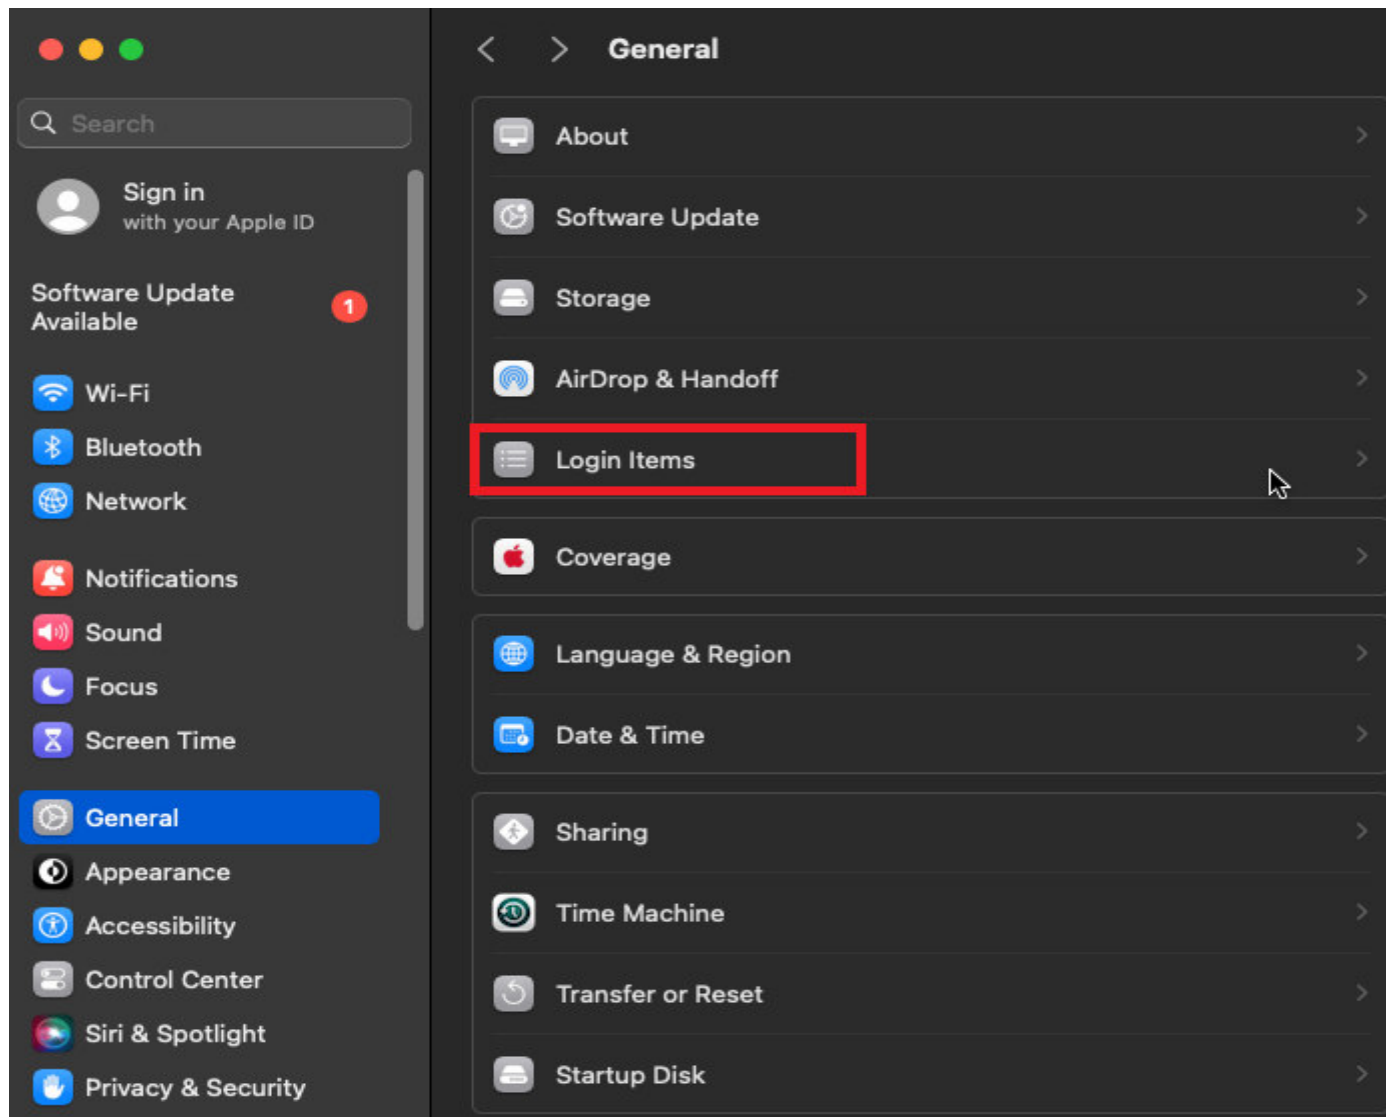 Search
Sign in
with your Apple ID
Software Update
Available
1
Wi-Fi
Bluetooth
Network
Notifications
Sound
Focus
Screen Time
General
Appearance
Accessibility
Control Center
Siri & Spotlight
Privacy & Security
General
About
Software Update
Storage
AirDrop & Handoff
Login Items
Coverage
Language & Region
Date & Time
Sharing
Time Machine
Transfer or Reset
Startup Disk